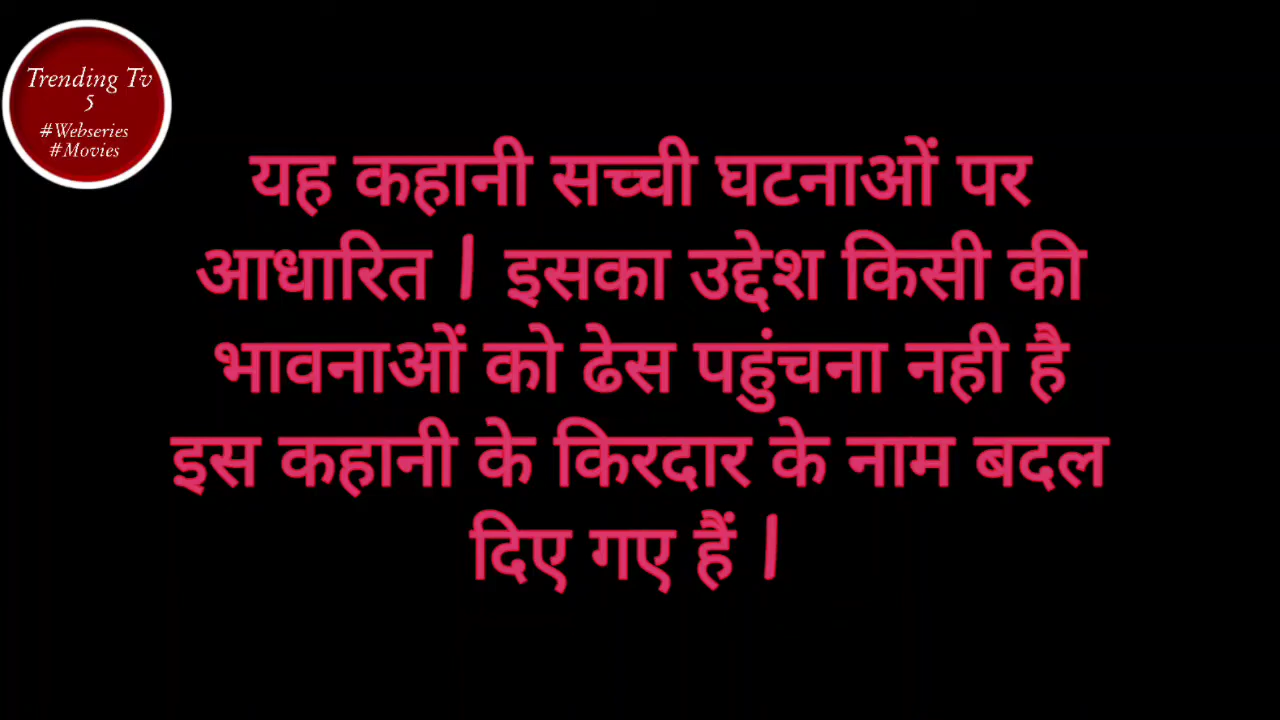 Trending Tv
5
#Webseries
#Movies
यह कहानी सच्ची घटनाओं पर
आधारित । इसका उद्देश किसी की
भावनाओं को ढेस पहुंचना नही है
इस कहानी के किरदार के नाम बदल
दिए गए हैं ।